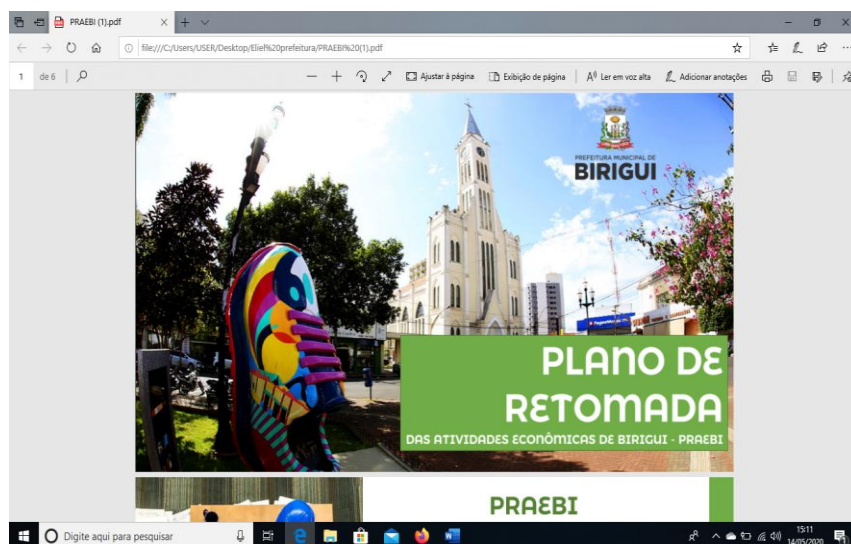 PRAEBI (1).pdf
file:///C:/Users/USER/Desktop/Eliel%20prefeitura/PRAEBI%20(1).pdf
1 de 6
Ajustar à página
Exibição de página
Ler em voz alta
Adicionar anotações
PREFEITURA MUNICIPAL DE
BIRIGUI
PLANO DE
RETOMADA
DAS ATIVIDADES ECONÔMICAS DE BIRIGUI - PRAEBI
PRAEBI
Digite aqui para pesquisar
15:11
14/05/2020